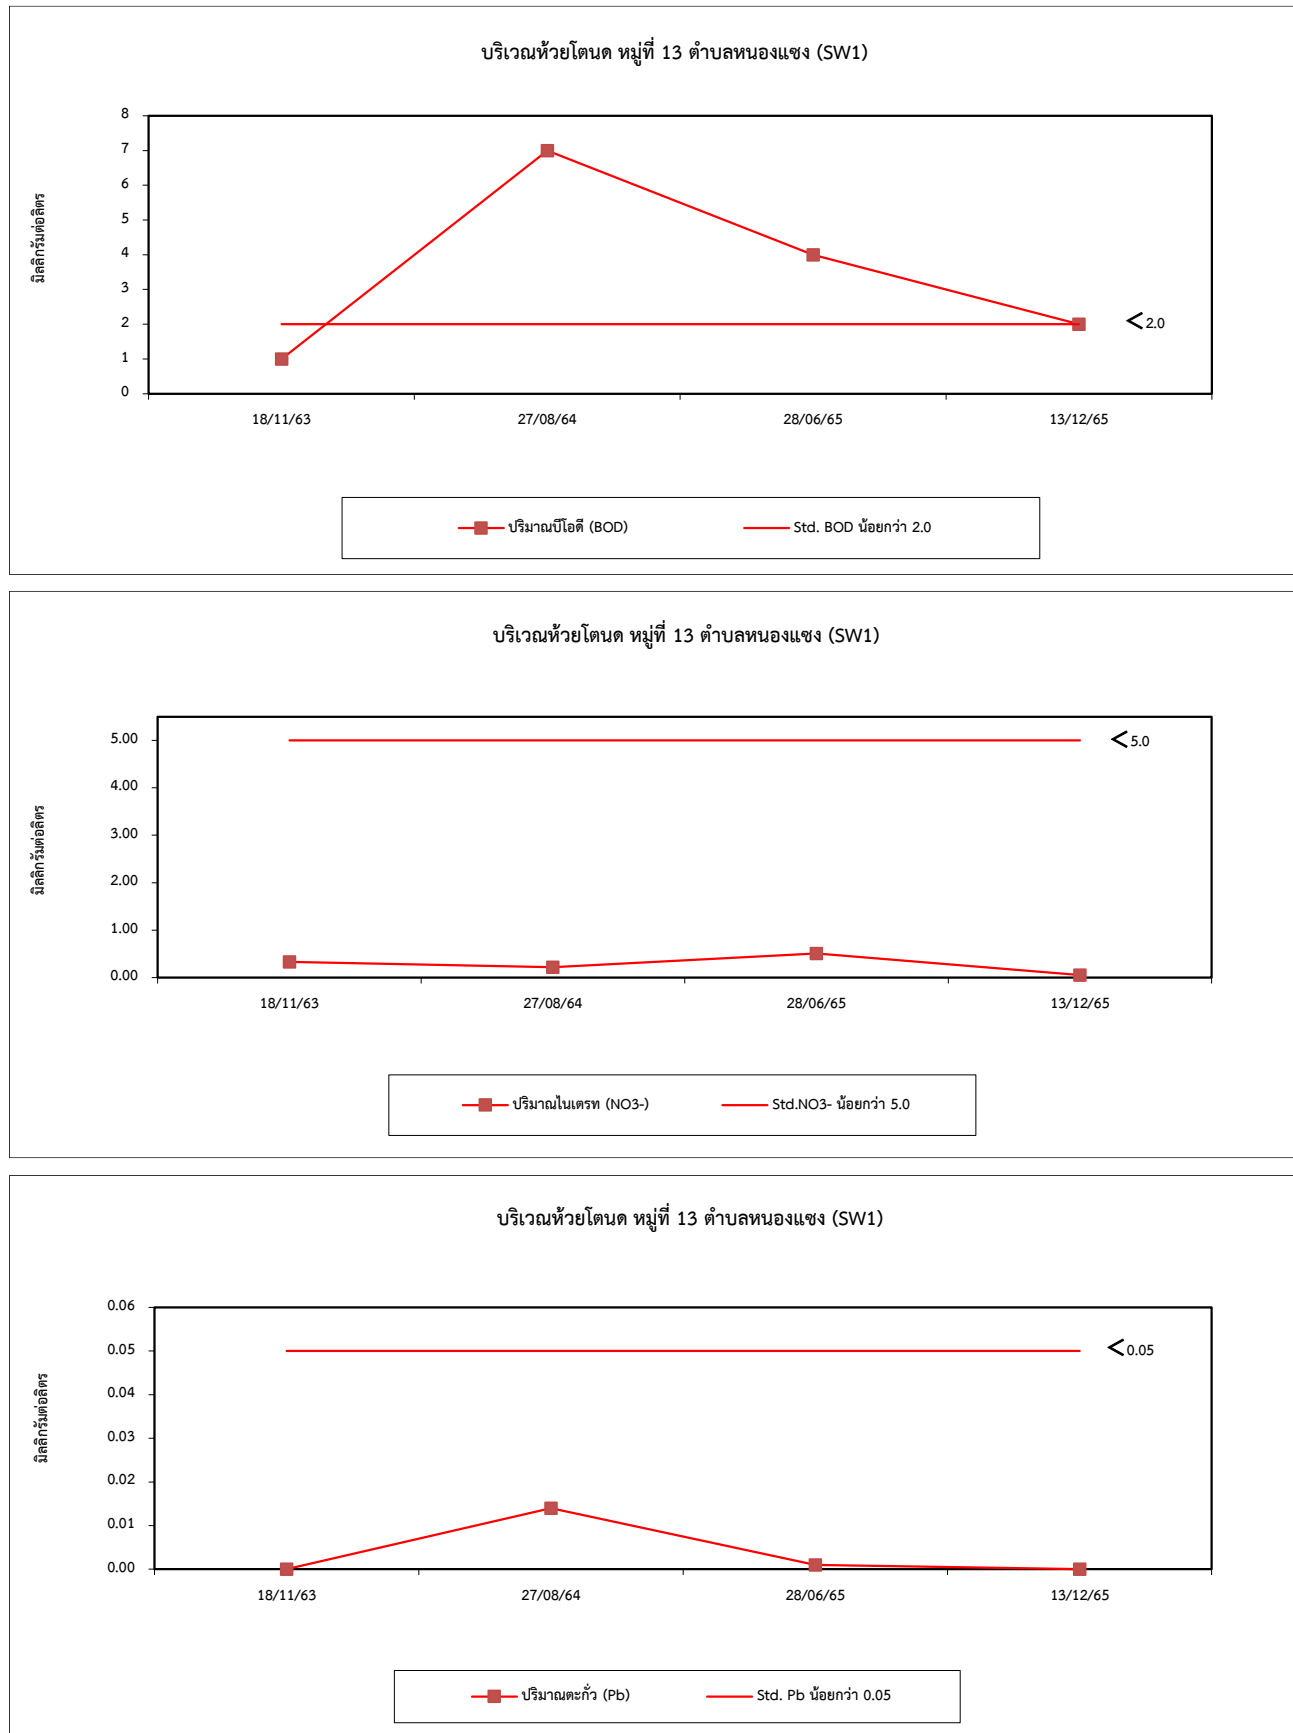 บริเวณห้วยโตนด หมู่ที่ 13 ตำบลหนองแซง (SW1)
8
7
6
5
4
3
2
1
0
มิลลิกรัมต่อลิตร
< 2.0
18/11/63 27/08/64 28/06/65 13/12/65
ปริมาณบีโอดี (BOD) Std. BOD น้อยกว่า 2.0
บริเวณห้วยโตนด หมู่ที่ 13 ตำบลหนองแซง (SW1)
5.00
4.00
3.00
2.00
1.00
0.00
มิลลิกรัมต่อลิตร
< 5.0
18/11/63 27/08/64 28/06/65 13/12/65
ปริมาณไนเตรท (NO3-) Std.NO3- น้อยกว่า 5.0
บริเวณห้วยโตนด หมู่ที่ 13 ตำบลหนองแซง (SW1)
0.06
0.05
0.04
0.03
0.02
0.01
0.00
มิลลิกรัมต่อลิตร
< 0.05
18/11/63 27/08/64 28/06/65 13/12/65
ปริมาณตะกั่ว (Pb) Std. Pb น้อยกว่า 0.05